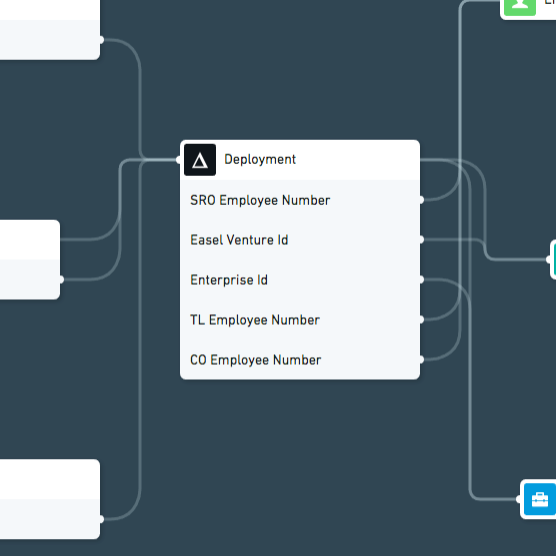 Deployment
SRO Employee Number
Easel Venture Id
Enterprise Id
TL Employee Number
CO Employee Number